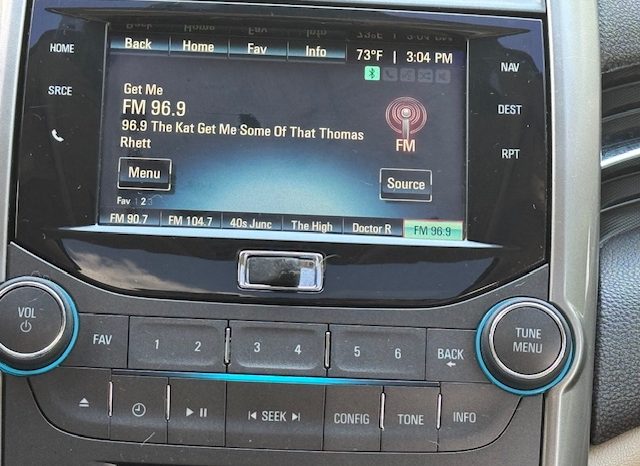 HOME
SRCE
Back Home Fav Info 73°F | 3:04 PM
Get Me
FM 96.9
96.9 The Kat Get Me Some Of That Thomas
Rhett
FM
Menu
Source
Fav 1 2 3
FM 90.7 FM 104.7 40s Junc The High Doctor R FM 96.9
NAV
DEST
RPT
VOL
FAV 1 2 3 4 5 6 BACK
TUNE
MENU
SEEK CONFIG TONE INFO